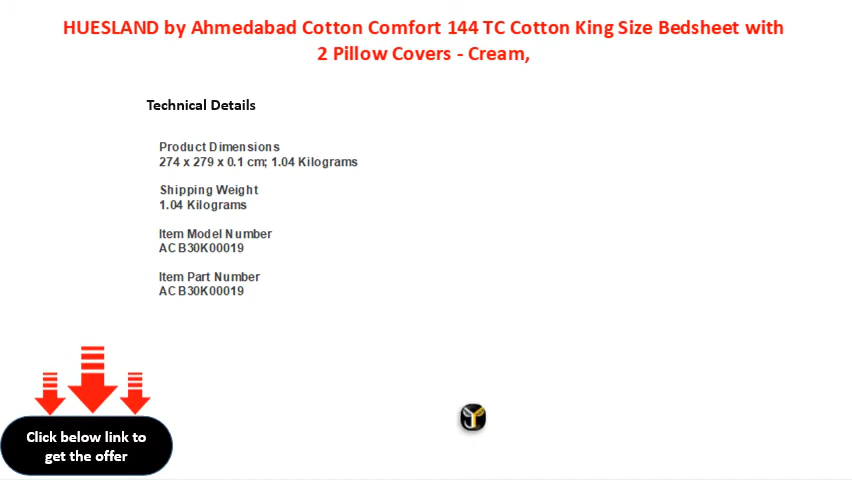 HUESLAND by Ahmedabad Cotton Comfort 144 TC Cotton King Size Bedsheet with
2 Pillow Covers - Cream,
Technical Details
Product Dimensions
274 x 279 x 0.1 cm; 1.04 Kilograms
Shipping Weight
1.04 Kilograms
Item Model Number
ACB30K00019
Item Part Number
ACB30K00019
Click below link to
get the offer